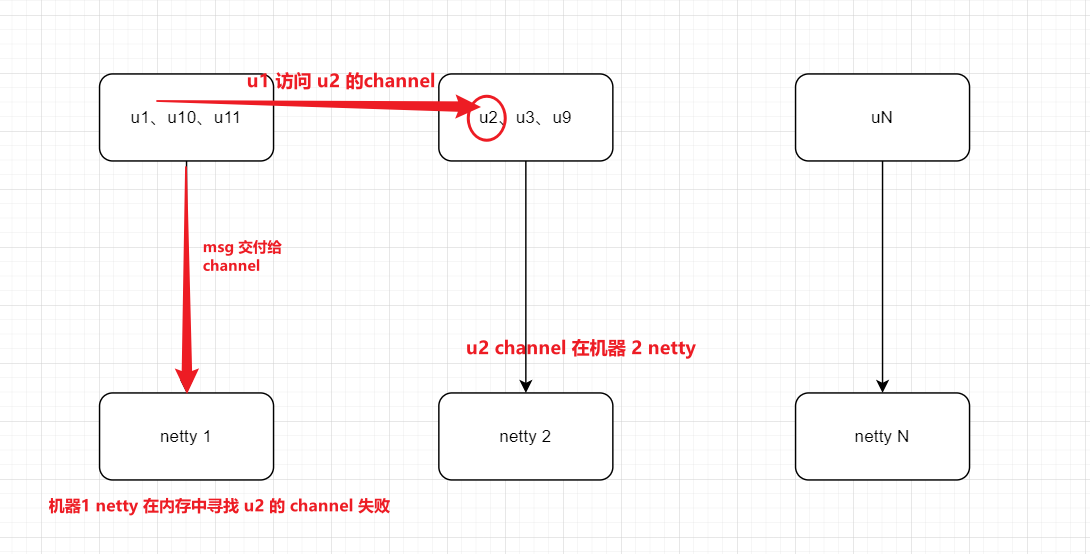 u1 访问 u2 的channel
u1、u10、u11
u2、u3、u9
uN
msg 交付给
channel
u2 channel 在机器 2 netty
netty 1
netty 2
netty N
机器1 netty 在内存中寻找 u2 的 channel 失败